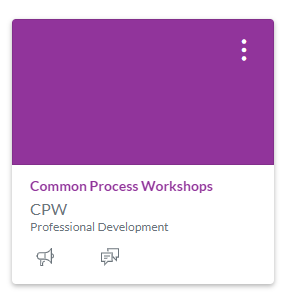 Common Process Workshops
CPW
Professional Development